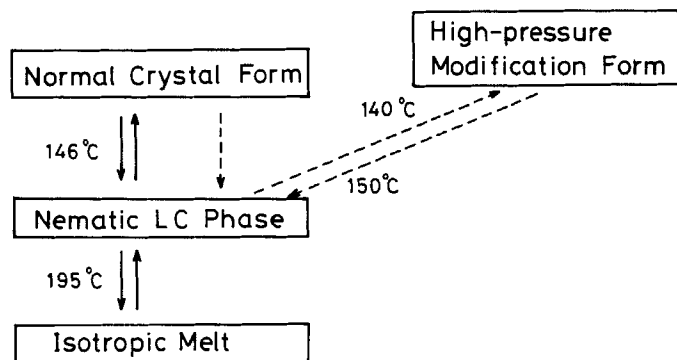 Normal Crystal Form
High-pressure
Modification Form
146°C
140°C
150°C
Nematic LC Phase
195°C
Isotropic Melt